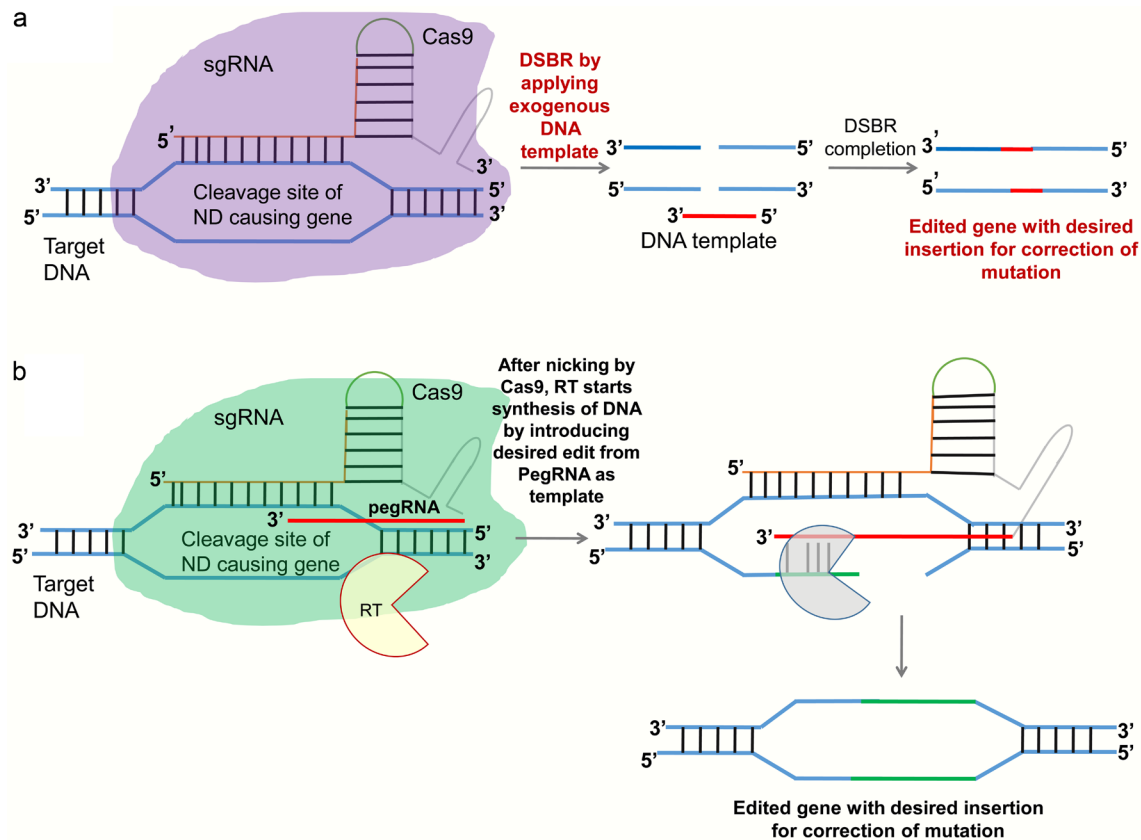 a
Cas9
sgRNA
5’
3’
3’
5’
5’
3’
Cleavage site of
ND causing gene
Target
DNA
DSBR by
applying
exogenous
DNA
template
3’
5’
5’
3’
3’
5’
DNA template
DSBR
completion
3’
5’
5’
3’
Edited gene with desired
insertion for correction of
mutation
b
Cas9
sgRNA
5’
pegRNA
3’
3’
5’
5’
3’
Cleavage site of
ND causing gene
Target
DNA
RT
After nicking by
Cas9, RT starts
synthesis of DNA
by introducing
desired edit from
PegRNA as
template
5’
3’
3’
5’
3’
5’
3’
3’
5’
5’
Edited gene with desired insertion
for correction of mutation